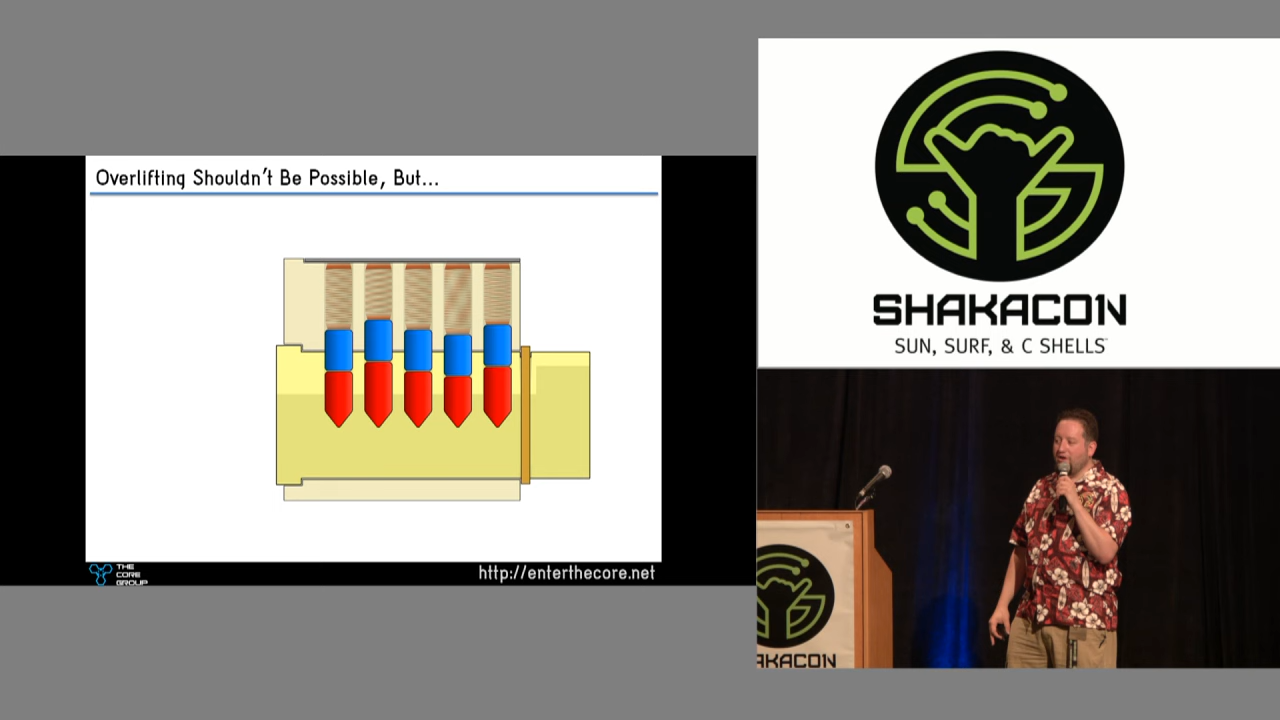 Overlifting Shouldn't Be Possible, But...
THE
CORE
GROUP
http://enterthecore.net
SHAKACON
SUN, SURF, & C SHELLS
AKACON